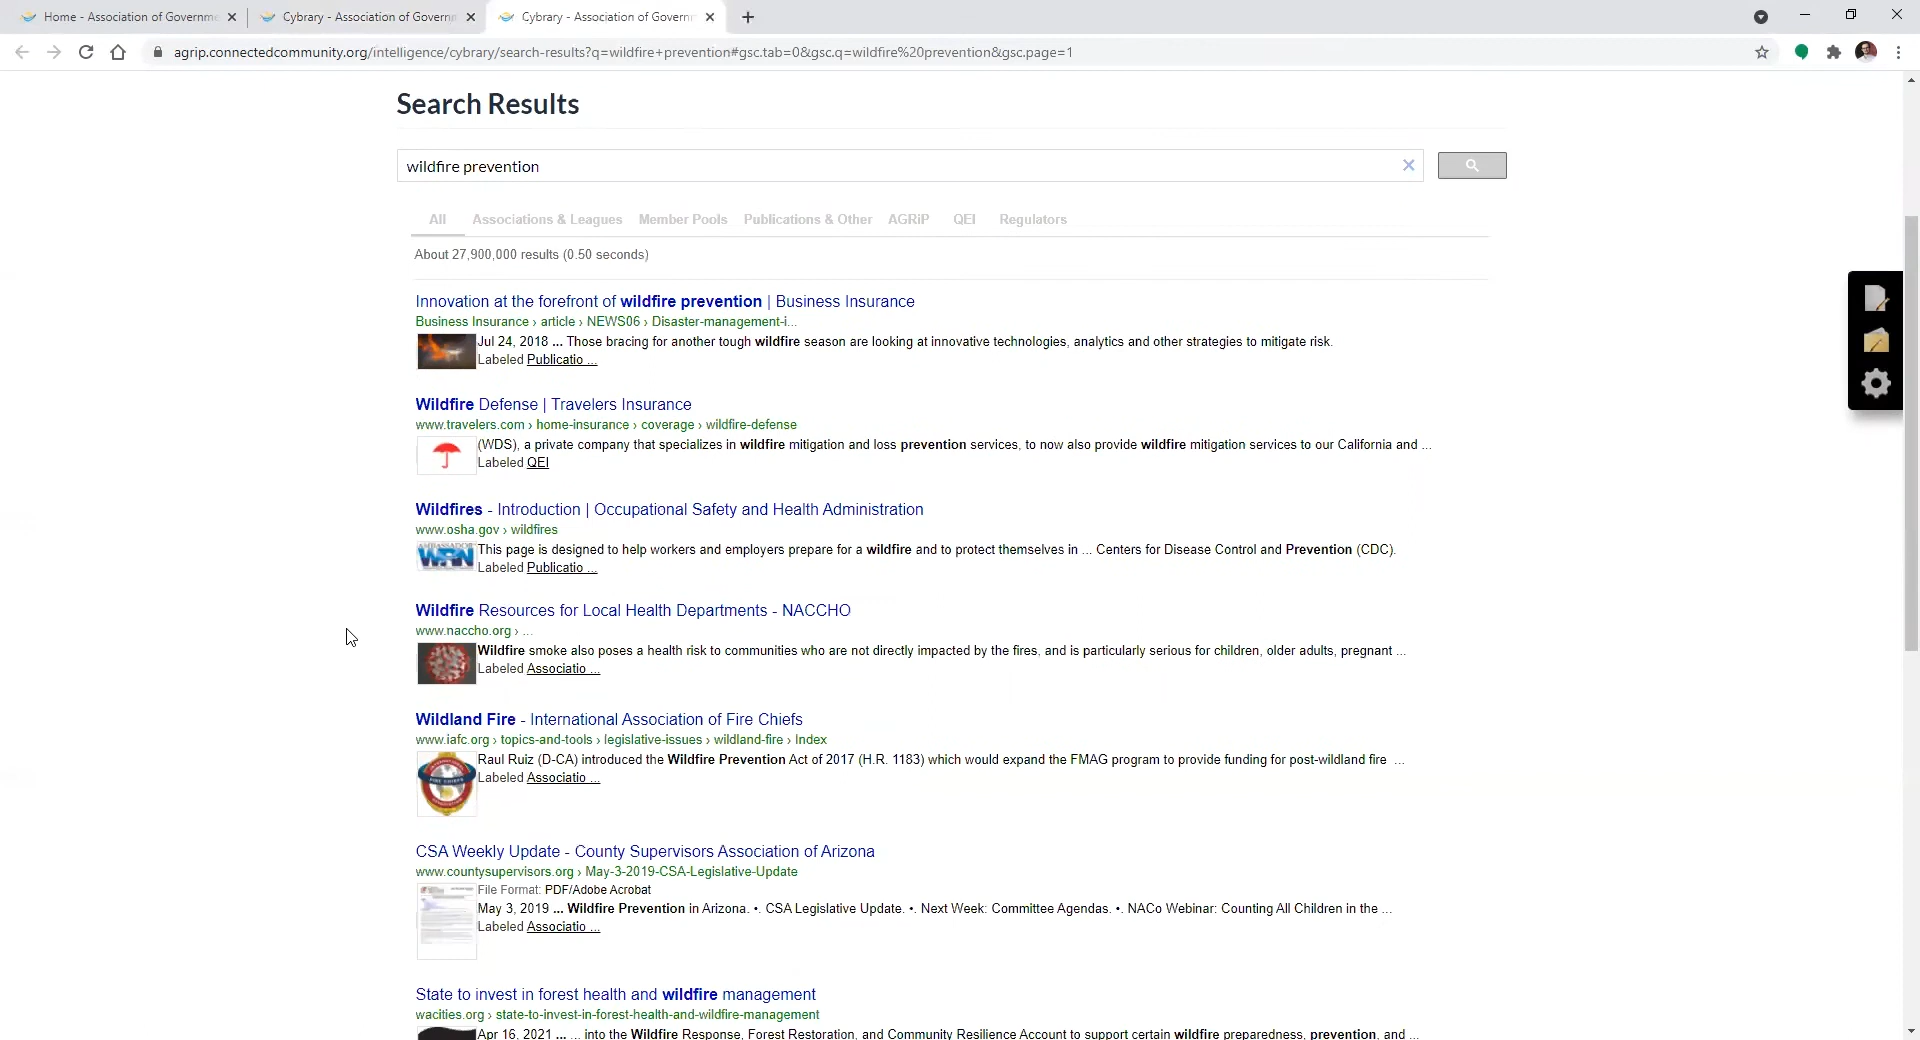 Home - Association of Governme
Cybrary - Association of Governm
Cybrary - Association of Governm
agrip.connectedcommunity.org/intelligence/cybrary/search-results?q=wildfire+prevention#gsc.tab=0&gsc.q=wildfire%20prevention&gsc.page=1
Search Results
wildfire prevention
All Associations & Leagues Member Pools Publications & Other AGRiP QEI Regulators
About 27,900,000 results (0.50 seconds)
Innovation at the forefront of wildfire prevention | Business Insurance
Business Insurance › article › NEWS06 › Disaster-management-i...
Jul 24, 2018 ... Those bracing for another tough wildfire season are looking at innovative technologies, analytics and other strategies to mitigate risk.
Labeled Publicatio ...
Wildfire Defense | Travelers Insurance
www.travelers.com › home-insurance › coverage › wildfire-defense
(WDS), a private company that specializes in wildfire mitigation and loss prevention services, to now also provide wildfire mitigation services to our California and ...
Labeled QEI
Wildfires - Introduction | Occupational Safety and Health Administration
www.osha.gov › wildfires
This page is designed to help workers and employers prepare for a wildfire and to protect themselves in ... Centers for Disease Control and Prevention (CDC).
Labeled Publicatio ...
Wildfire Resources for Local Health Departments - NACCHO
www.naccho.org › ...
Wildfire smoke also poses a health risk to communities who are not directly impacted by the fires, and is particularly serious for children, older adults, pregnant ...
Labeled Associatio ...
Wildland Fire - International Association of Fire Chiefs
www.iafc.org › topics-and-tools › legislative-issues › wildland-fire › Index
Raul Ruiz (D-CA) introduced the Wildfire Prevention Act of 2017 (H.R. 1183) which would expand the FMAG program to provide funding for post-wildland fire ...
Labeled Associatio ...
CSA Weekly Update - County Supervisors Association of Arizona
www.countysupervisors.org › May-3-2019-CSA-Legislative-Update
File Format: PDF/Adobe Acrobat
May 3, 2019 ... Wildfire Prevention in Arizona. •. CSA Legislative Update. •. Next Week: Committee Agendas. •. NACo Webinar: Counting All Children in the ...
Labeled Associatio ...
State to invest in forest health and wildfire management
wacities.org › state-to-invest-in-forest-health-and-wildfire-management
Apr 16, 2021 ... ... into the Wildfire Response, Forest Restoration, and Community Resilience Account to support certain wildfire preparedness, prevention, and ...